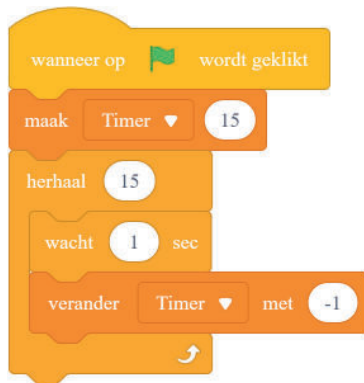 wanneer op wordt geklikt
maak Timer 15
herhaal 15
wacht 1 sec
verander Timer met -1